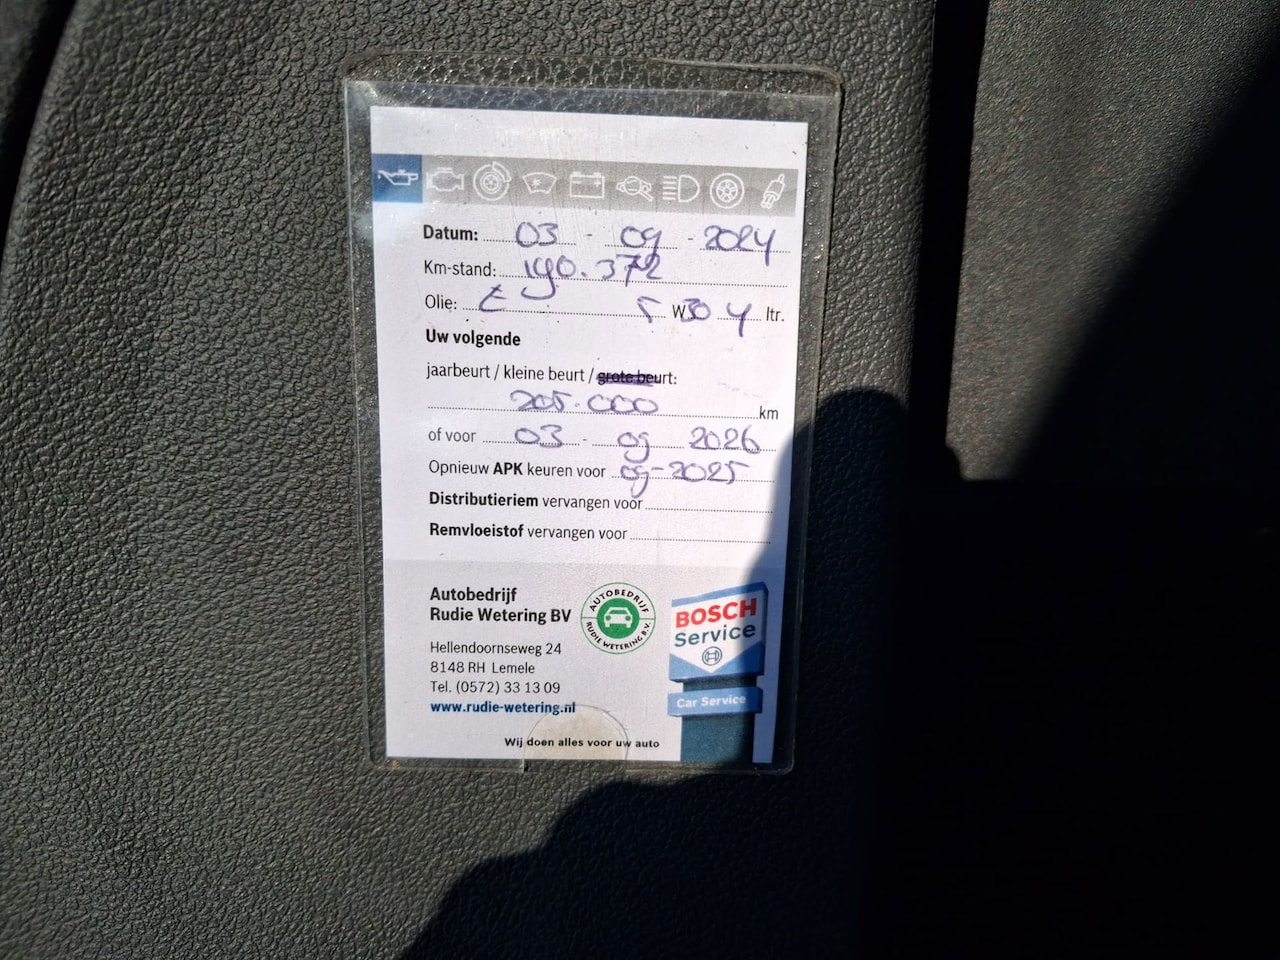 Datum: 03 - 09 - 2024
Km-stand: 190.372
Olie: E 5 W30 4 ltr.
Uw volgende
jaarbeurt / kleine beurt / grote beurt:
205.000 km
of voor 03 - 09 2026
Opnieuw APK keuren voor 09-2025
Distributieriem vervangen voor
Remvloeistof vervangen voor
Autobedrijf
Rudie Wetering BV
Hellendoornseweg 24
8148 RH Lemele
Tel. (0572) 33 13 09
www.rudie-wetering.nl
AUTOBEDRIJF
RUDIE WETERING B.V.
BOSCH
Service
Car Service
Wij doen alles voor uw auto